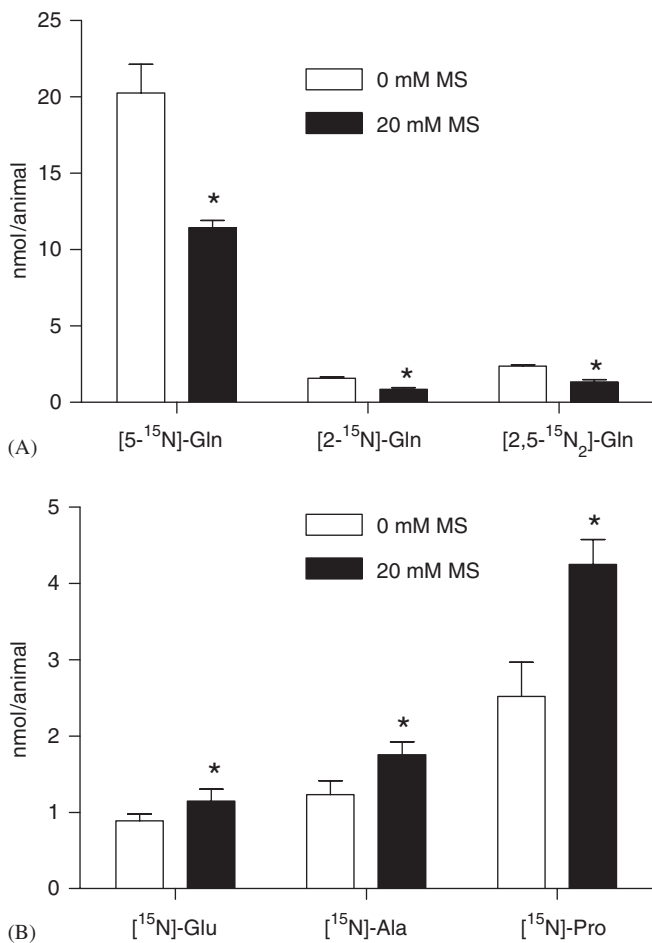 25
20
15
10
5
0
nmol/animal
0 mM MS
20 mM MS
*
*
*
[5-¹⁵N]-Gln [2-¹⁵N]-Gln [2,5-¹⁵N₂]-Gln
(A)
5
4
3
2
1
0
nmol/animal
0 mM MS
20 mM MS
*
*
*
[¹⁵N]-Glu [¹⁵N]-Ala [¹⁵N]-Pro
(B)